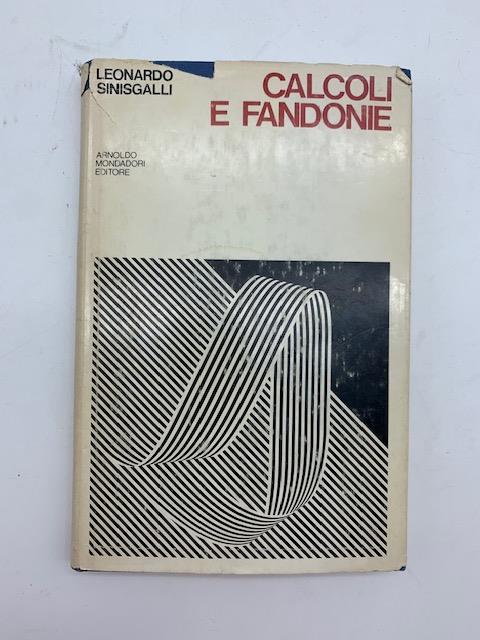 LEONARDO
SINISGALLI
CALCOLI
E FANDONIE
ARNOLDO
MONDADORI
EDITORE